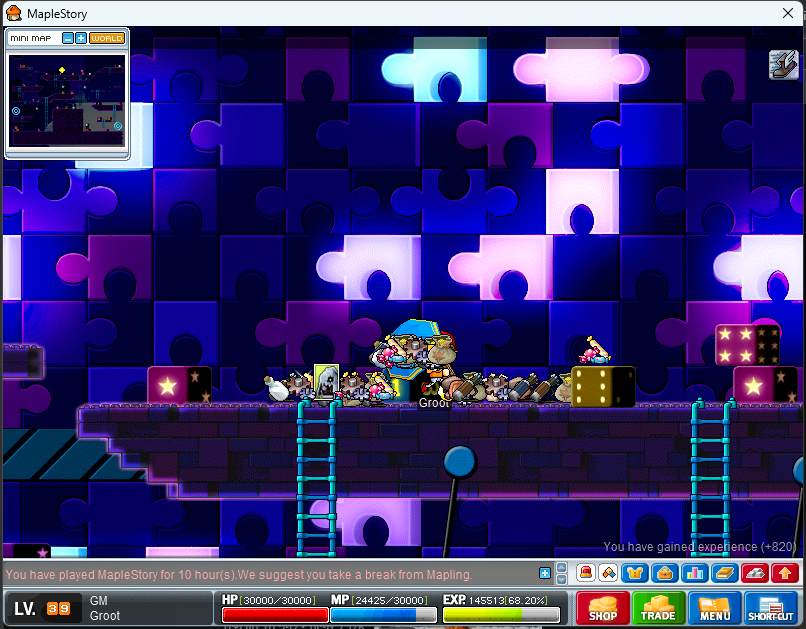 MapleStory
MINI MAP
WORLD
Groot
You have gained experience (+820)
You have played MapleStory for 10 hour(s).We suggest you take a break from Mapling.
LV. 39
GM
Groot
HP[30000/30000]
MP[24425/30000]
EXP 145513[68.20%]
SHOP
TRADE
MENU
SHORTCUT